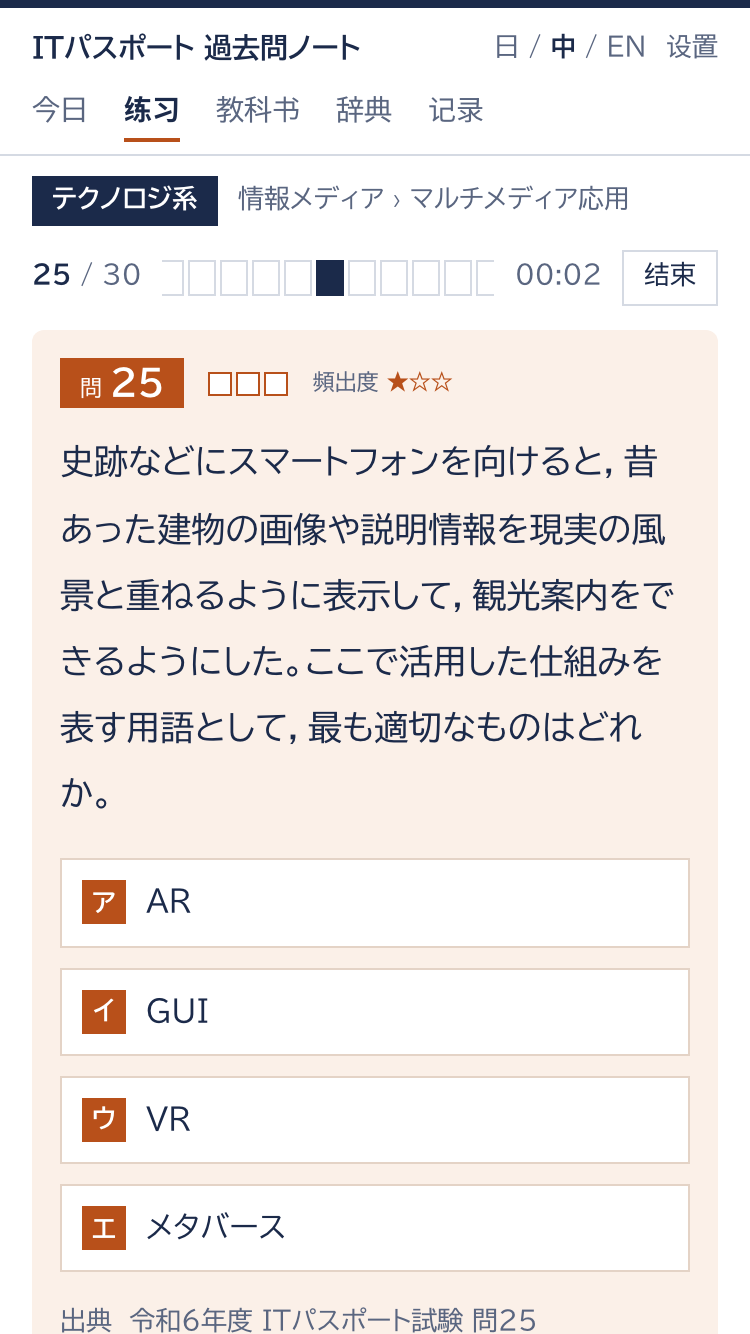 ITパスポート 過去問ノート 日 / 中 / EN 设置
今日 练习 教科书 辞典 记录
テクノロジ系 情報メディア › マルチメディア応用
25 / 30 00:02 结束
問 25 □□□ 頻出度 ★☆☆
史跡などにスマートフォンを向けると，昔
あった建物の画像や説明情報を現実の風
景と重ねるように表示して，観光案内をで
きるようにした。ここで活用した仕組みを
表す用語として，最も適切なものはどれ
か。
ア AR
イ GUI
ウ VR
エ メタバース
出典 令和6年度 ITパスポート試験 問25